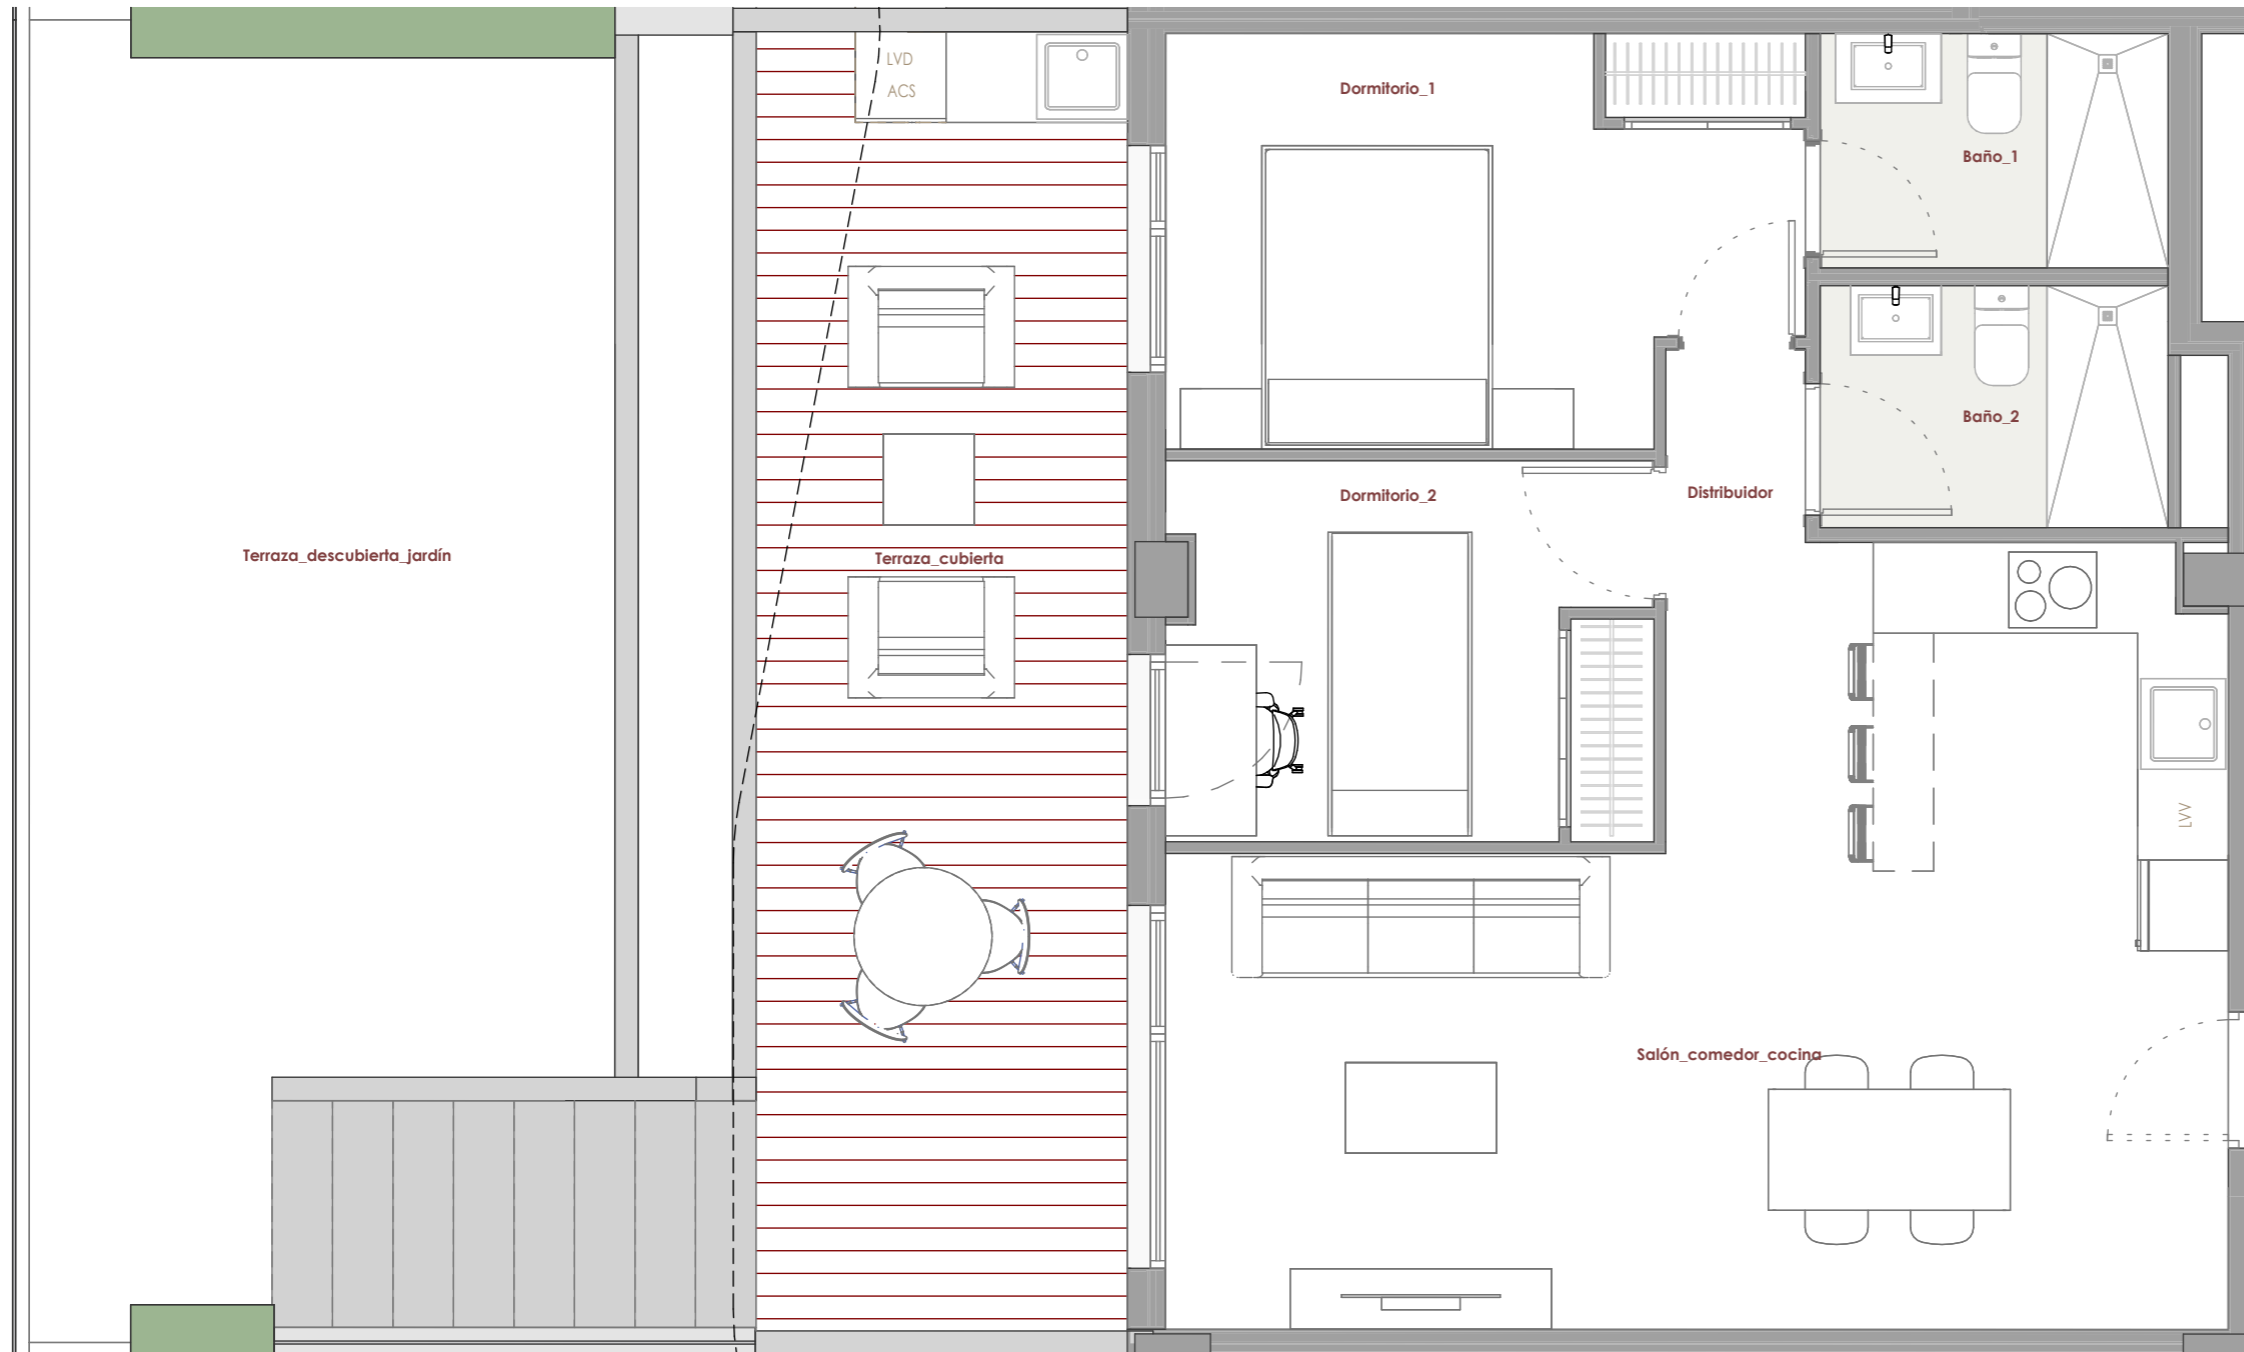 LVD
ACS
Dormitorio_1
Baño_1
Baño_2
Dormitorio_2
Distribuidor
Terraza_descubierta_jardín
Terraza_cubierta
LVV
Salón_comedor_cocina